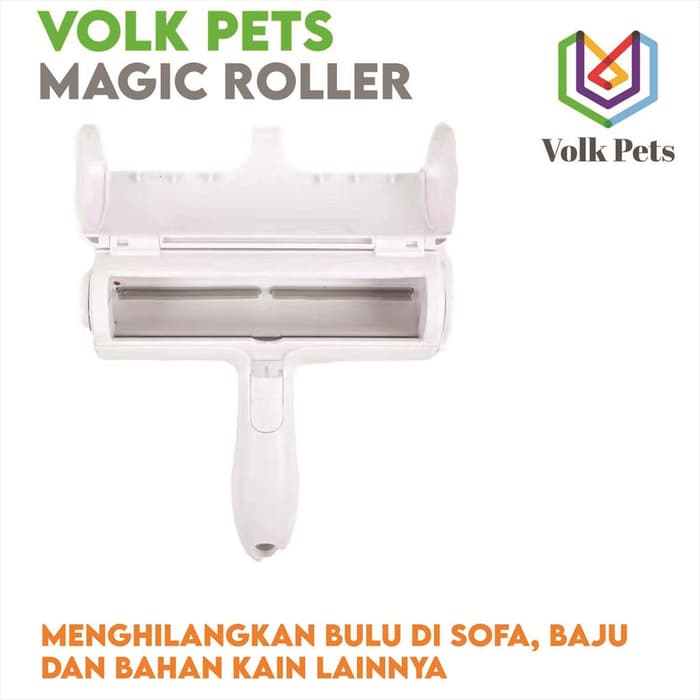 VOLK PETS
MAGIC ROLLER
Volk Pets
MENGHILANGKAN BULU DI SOFA, BAJU
DAN BAHAN KAIN LAINNYA